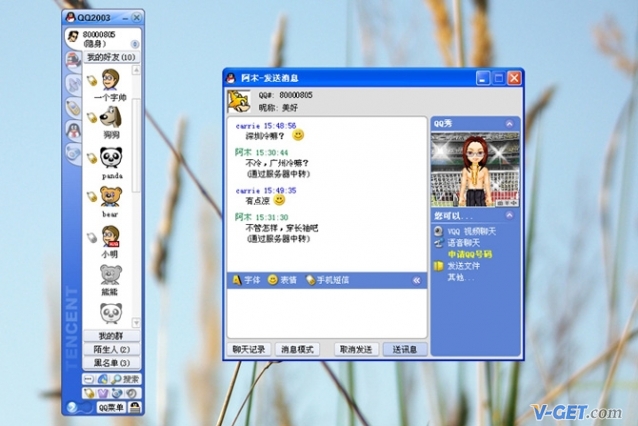 QQ2003
80000805
(隐身)
我的好友(10)
一个字帅
狗狗
panda
bear
小明
熊熊
我的群
陌生人(2)
黑名单(3)
搜索
QQ菜单
TENCENT
阿木-发送消息
QQ#: 80000805
昵称: 美好
carrie 15:48:56
深圳冷嘛?
阿木 15:30:44
不冷,广州冷嘛?
(通过服务器中转)
carrie 15:49:35
有点凉
阿木 15:31:30
不管怎样,穿长袖吧
(通过服务器中转)
字体 表情 手机短信
聊天记录 消息模式 取消发送 送讯息
QQ秀
您可以...
VQQ 视频聊天
语音聊天
申请QQ号码
发送文件
其他...
V-GET.com